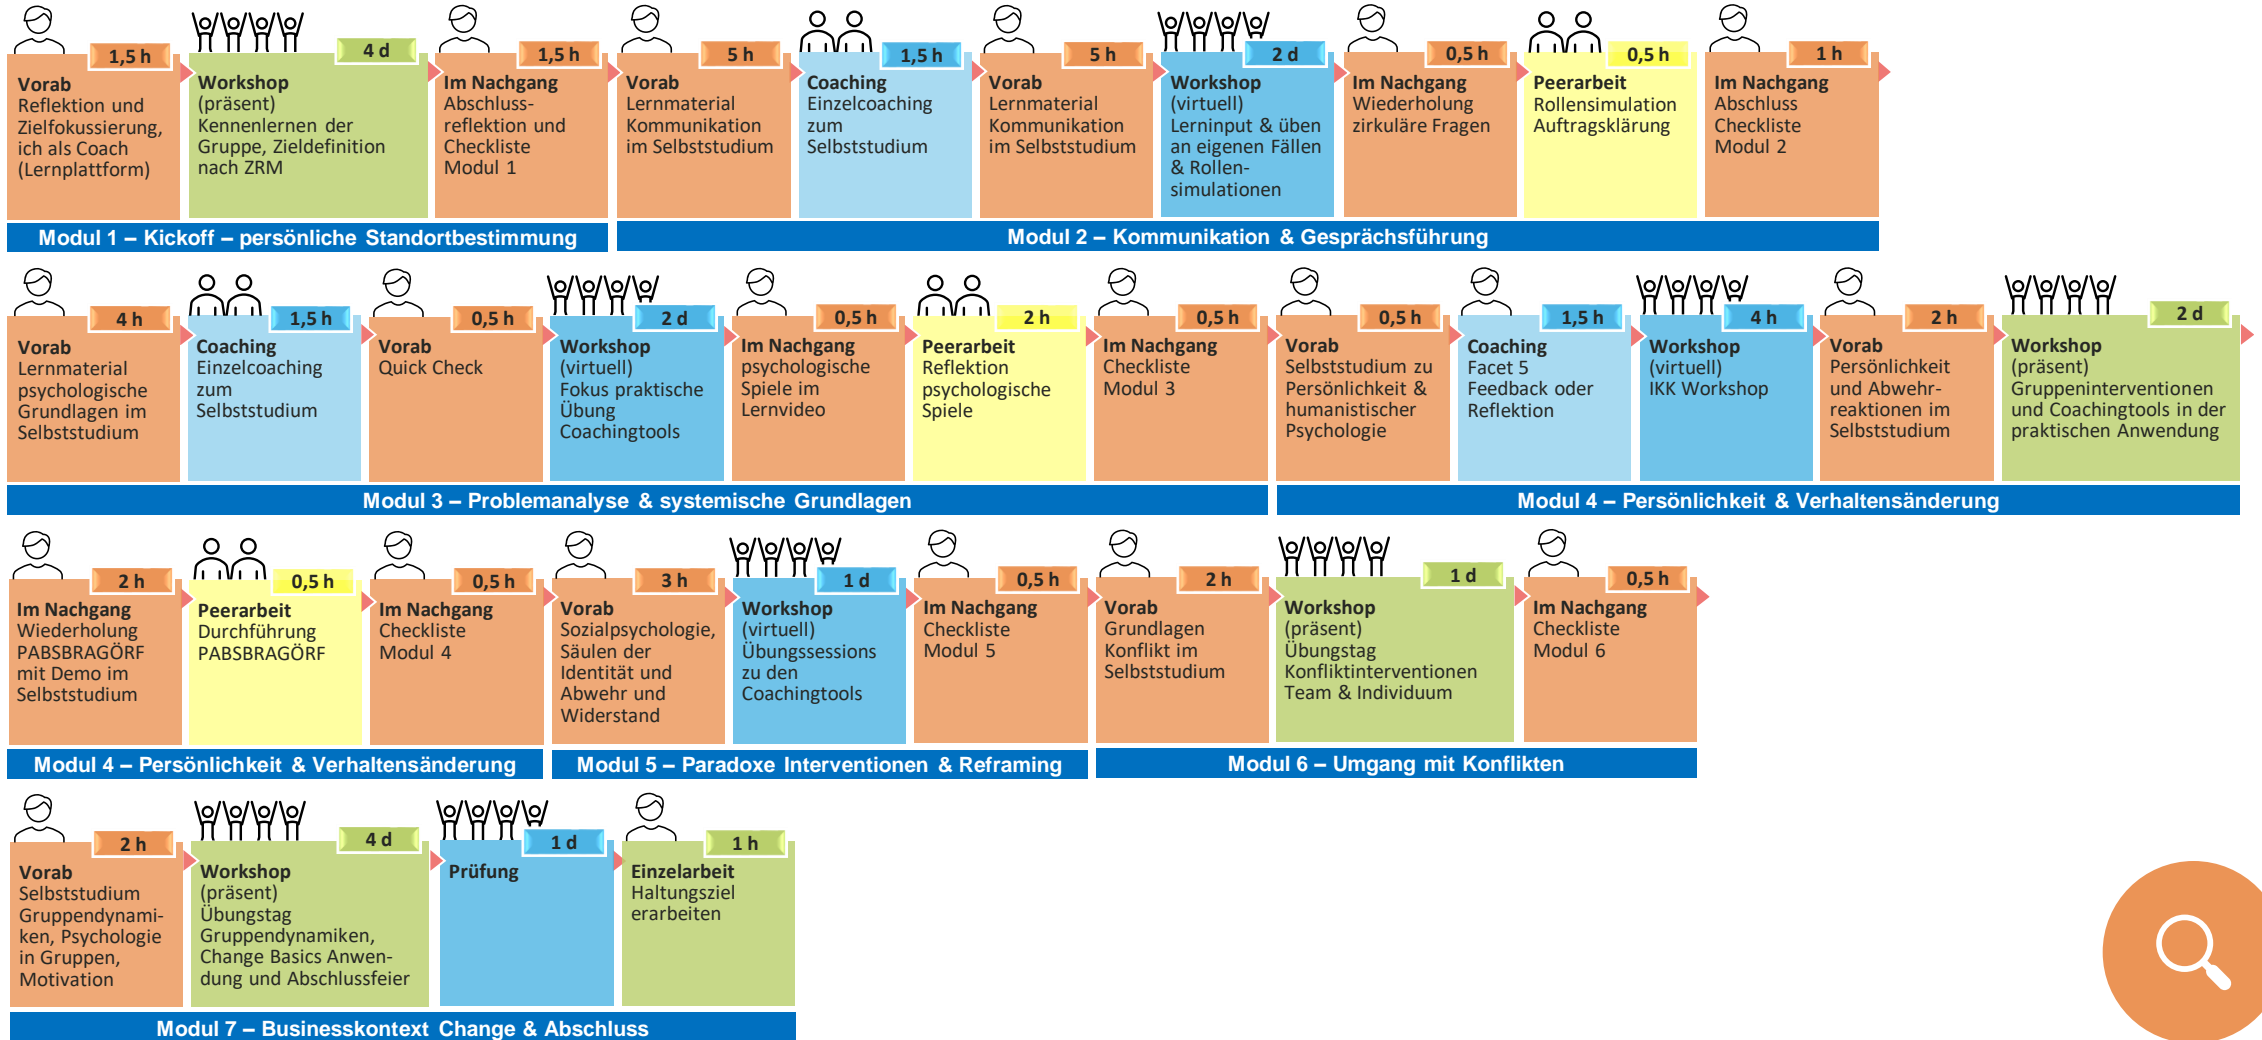 1,5 h
Vorab
Reflektion und
Zielfokussierung,
ich als Coach
(Lernplattform)
4 d
Workshop
(präsent)
Kennenlernen der
Gruppe, Zieldefinition
nach ZRM
1,5 h
Im Nachgang
Abschluss-
reflektion und
Checkliste
Modul 1
5 h
Vorab
Lernmaterial
Kommunikation
im Selbststudium
1,5 h
Coaching
Einzelcoaching
zum
Selbststudium
5 h
Vorab
Lernmaterial
Kommunikation
im Selbststudium
2 d
Workshop
(virtuell)
Lerninput & üben
an eigenen Fällen
& Rollen-
simulationen
0,5 h
Im Nachgang
Wiederholung
zirkuläre Fragen
0,5 h
Peerarbeit
Rollensimulation
Auftragsklärung
1 h
Im Nachgang
Abschluss
Checkliste
Modul 2
Modul 1 – Kickoff – persönliche Standortbestimmung
Modul 2 – Kommunikation & Gesprächsführung
4 h
Vorab
Lernmaterial
psychologische
Grundlagen im
Selbststudium
1,5 h
Coaching
Einzelcoaching
zum
Selbststudium
0,5 h
Vorab
Quick Check
2 d
Workshop
(virtuell)
Fokus praktische
Übung
Coachingtools
0,5 h
Im Nachgang
psychologische
Spiele im
Lernvideo
2 h
Peerarbeit
Reflektion
psychologische
Spiele
0,5 h
Im Nachgang
Checkliste
Modul 3
0,5 h
Vorab
Selbststudium zu
Persönlichkeit &
humanistischer
Psychologie
1,5 h
Coaching
Facet 5
Feedback oder
Reflektion
4 h
Workshop
(virtuell)
IKK Workshop
2 h
Vorab
Persönlichkeit
und Abwehr-
reaktionen im
Selbststudium
2 d
Workshop
(präsent)
Gruppeninterventionen
und Coachingtools in der
praktischen Anwendung
Modul 3 – Problemanalyse & systemische Grundlagen
Modul 4 – Persönlichkeit & Verhaltensänderung
2 h
Im Nachgang
Wiederholung
PABSBRAGÖRF
mit Demo im
Selbststudium
0,5 h
Peerarbeit
Durchführung
PABSBRAGÖRF
0,5 h
Im Nachgang
Checkliste
Modul 4
3 h
Vorab
Sozialpsychologie,
Säulen der
Identität und
Abwehr und
Widerstand
1 d
Workshop
(virtuell)
Übungssessions
zu den
Coachingtools
0,5 h
Im Nachgang
Checkliste
Modul 5
2 h
Vorab
Grundlagen
Konflikt im
Selbststudium
1 d
Workshop
(präsent)
Übungstag
Konfliktinterventionen
Team & Individuum
0,5 h
Im Nachgang
Checkliste
Modul 6
Modul 4 – Persönlichkeit & Verhaltensänderung
Modul 5 – Paradoxe Interventionen & Reframing
Modul 6 – Umgang mit Konflikten
2 h
Vorab
Selbststudium
Gruppendynami-
ken, Psychologie
in Gruppen,
Motivation
4 d
Workshop
(präsent)
Übungstag
Gruppendynamiken,
Change Basics Anwen-
dung und Abschlussfeier
1 d
Prüfung
1 h
Einzelarbeit
Haltungsziel
erarbeiten
Modul 7 – Businesskontext Change & Abschluss